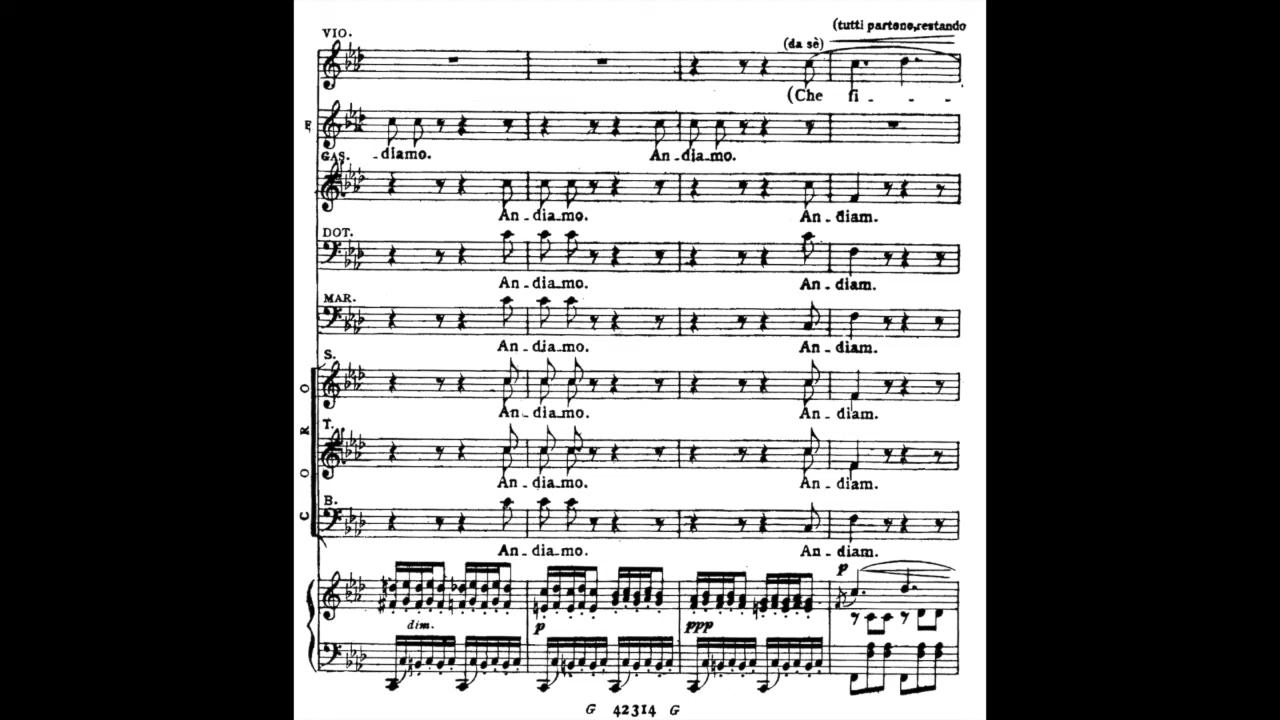 VIO.
(da sè)
(tutti partono, restando
(Che fi - - -
F
-diamo. An-dia-mo.
GAS.
An-dia-mo. An-diam.
DOT.
An-dia-mo. An-diam.
MAR.
An-dia-mo. An-diam.
CORO
S.
An-dia-mo. An-diam.
T.
An-dia-mo. An-diam.
B.
An-dia-mo. An-diam.
p
dim. p ppp
G 42314 G